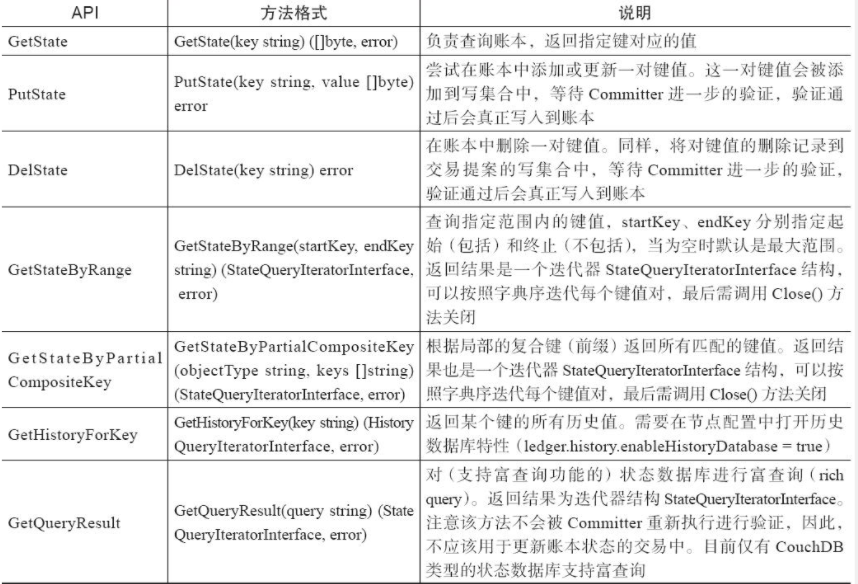 API 方法格式 说明
GetState GetState(key string) ([]byte, error) 负责查询账本，返回指定键对应的值
PutState PutState(key string, value []byte) error 尝试在账本中添加或更新一对键值。这一对键值会被添
加到写集合中，等待 Committer 进一步的验证，验证通
过后会真正写入到账本
DelState DelState(key string) error 在账本中删除一对键值。同样，将对键值的删除记录到
交易提案的写集合中，等待 Committer 进一步的验证，
验证通过后会真正写入到账本
GetStateByRange GetStateByRange(startKey, endKey
string) (StateQueryIteratorInterface,
error)
查询指定范围内的键值，startKey、endKey 分别指定起
始（包括）和终止（不包括），当为空时默认是最大范围。
返回结果是一个迭代器 StateQueryIteratorInterface 结构，
可以按照字典序迭代每个键值对，最后需调用 Close() 方
法关闭
GetStateByPartial
CompositeKey
GetStateByPartialCompositeKey
(objectType string, keys []string)
(StateQueryIteratorInterface, error)
根据局部的复合键（前缀）返回所有匹配的键值。返回结
果也是一个迭代器 StateQueryIteratorInterface 结构，可以按
照字典序迭代每个键值对，最后需调用 Close() 方法关闭
GetHistoryForKey GetHistoryForKey(key string) (History
QueryIteratorInterface, error)
返回某个键的所有历史值。需要在节点配置中打开历史
数据库特性（ledger.history.enableHistoryDatabase = true）
GetQueryResult GetQueryResult(query string) (State
QueryIteratorInterface, error)
对（支持富查询功能的）状态数据库进行富查询（rich
query）。返回结果为迭代器结构 StateQueryIteratorInterface。
注意该方法不会被 Committer 重新执行进行验证，因此，
不应该用于更新账本状态的交易中。目前仅有 CouchDB
类型的状态数据库支持富查询